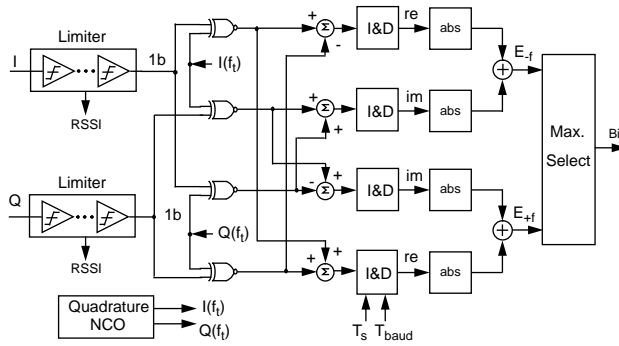 Limiter
I
1b
RSSI
I(fₜ)
+
-
Σ
I&D
re
abs
E-f
+
+
Σ
I&D
im
abs
+
Max.
Select
Bi
Limiter
Q
1b
RSSI
Q(fₜ)
+
-
Σ
I&D
im
abs
E+f
+
+
+
Σ
I&D
re
abs
Tₛ
T baud
Quadrature
NCO
I(fₜ)
Q(fₜ)